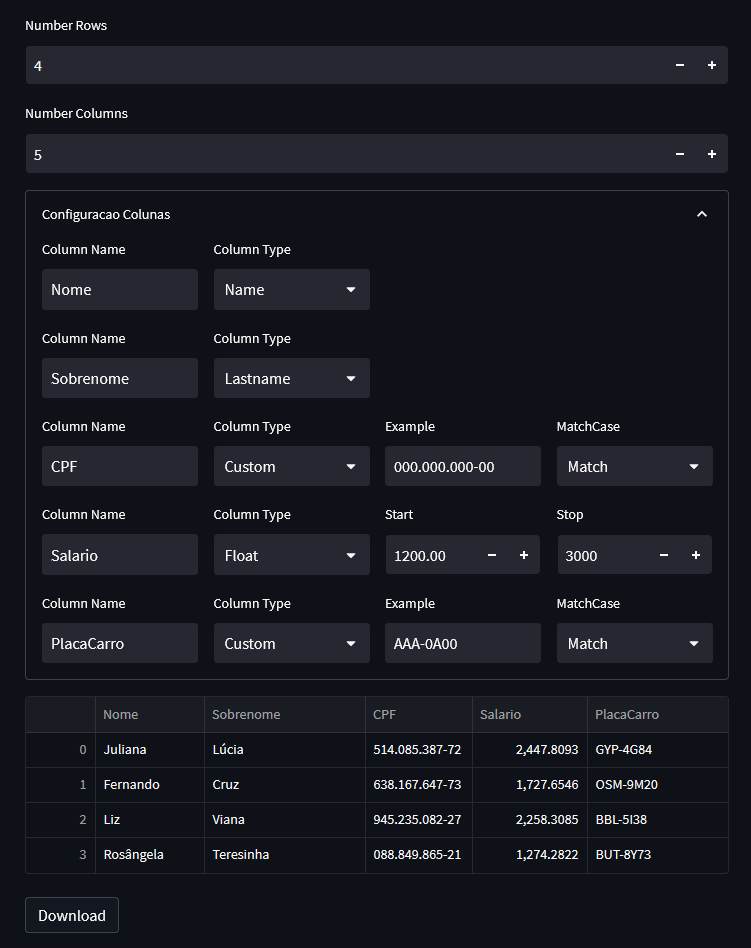 Number Rows
4 − +
Number Columns
5 − +
Configuracao Colunas
Column Name Column Type
Nome Name
Column Name Column Type
Sobrenome Lastname
Column Name Column Type Example MatchCase
CPF Custom 000.000.000-00 Match
Column Name Column Type Start Stop
Salario Float 1200.00 − + 3000 − +
Column Name Column Type Example MatchCase
PlacaCarro Custom AAA-0A00 Match
Nome Sobrenome CPF Salario PlacaCarro
0 Juliana Lúcia 514.085.387-72 2,447.8093 GYP-4G84
1 Fernando Cruz 638.167.647-73 1,727.6546 OSM-9M20
2 Liz Viana 945.235.082-27 2,258.3085 BBL-5I38
3 Rosângela Teresinha 088.849.865-21 1,274.2822 BUT-8Y73
Download